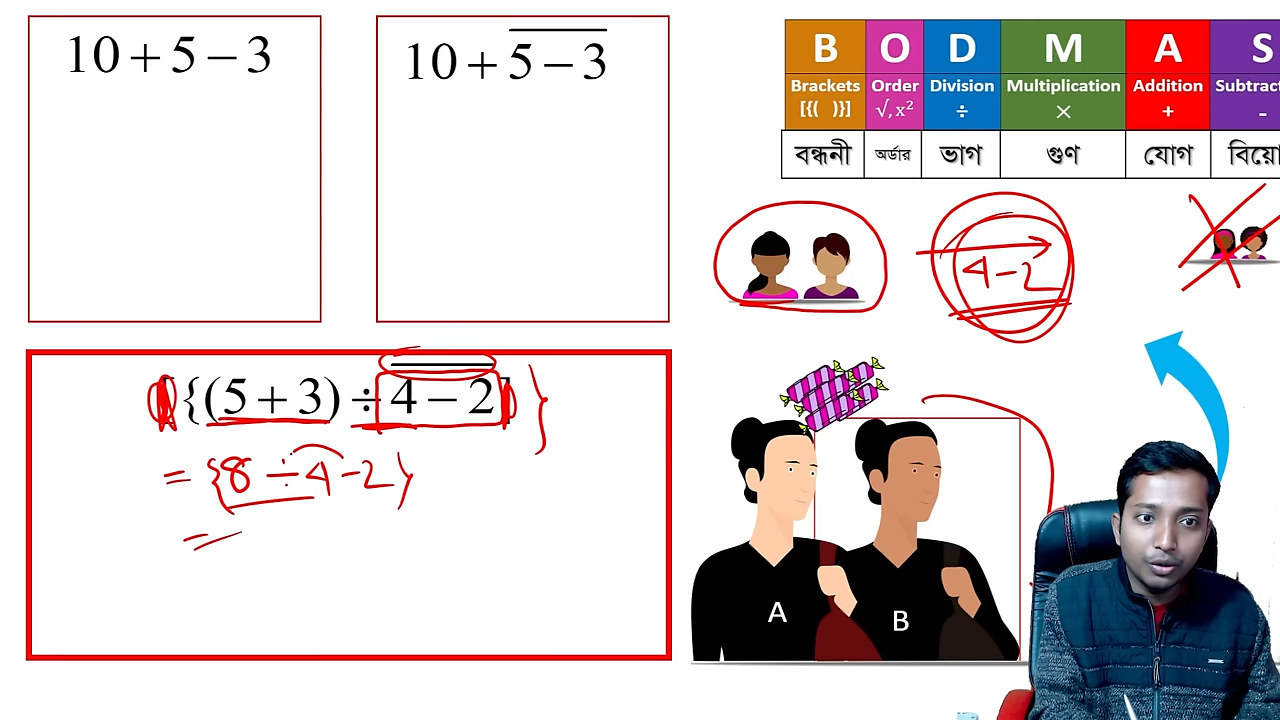 10 + 5 − 3
10 + 5 − 3
B O D M A S
Brackets Order Division Multiplication Addition
[{( )}] √, x² ÷ × + -
বন্ধনী অর্ডার ভাগ গুণ যোগ
4-2
{(5 + 3) ÷ 4 − 2 }
= {8 ÷ 4 - 2}
=
A B